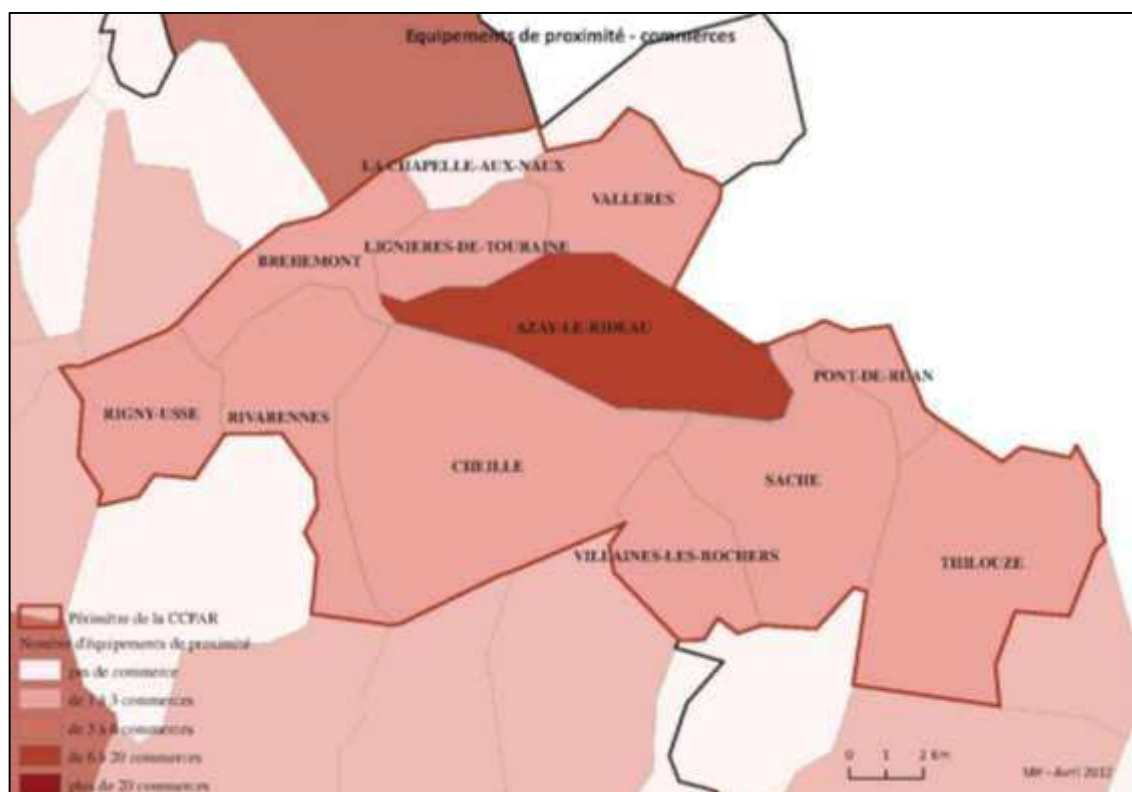 Equipements de proximité - commerces
LA CHAPELLE-AUX-NAUX
VALLERES
LIGNIERES-DE-TOURAINE
BREHEMONT
AZAY-LE-RIDEAU
PONT-DE-RUAN
RIGNY-USSE
RIVARENNES
CHEILLE
SACHE
VILLAINES-LES-ROCHERS
THILOUZE
Périmètre de la CCPAR
Nombre d'équipements de proximité
pas de commerce
de 1 à 3 commerces
de 3 à 6 commerces
de 6 à 20 commerces
plus de 20 commerces
0 1 2 Km
Avril 2012